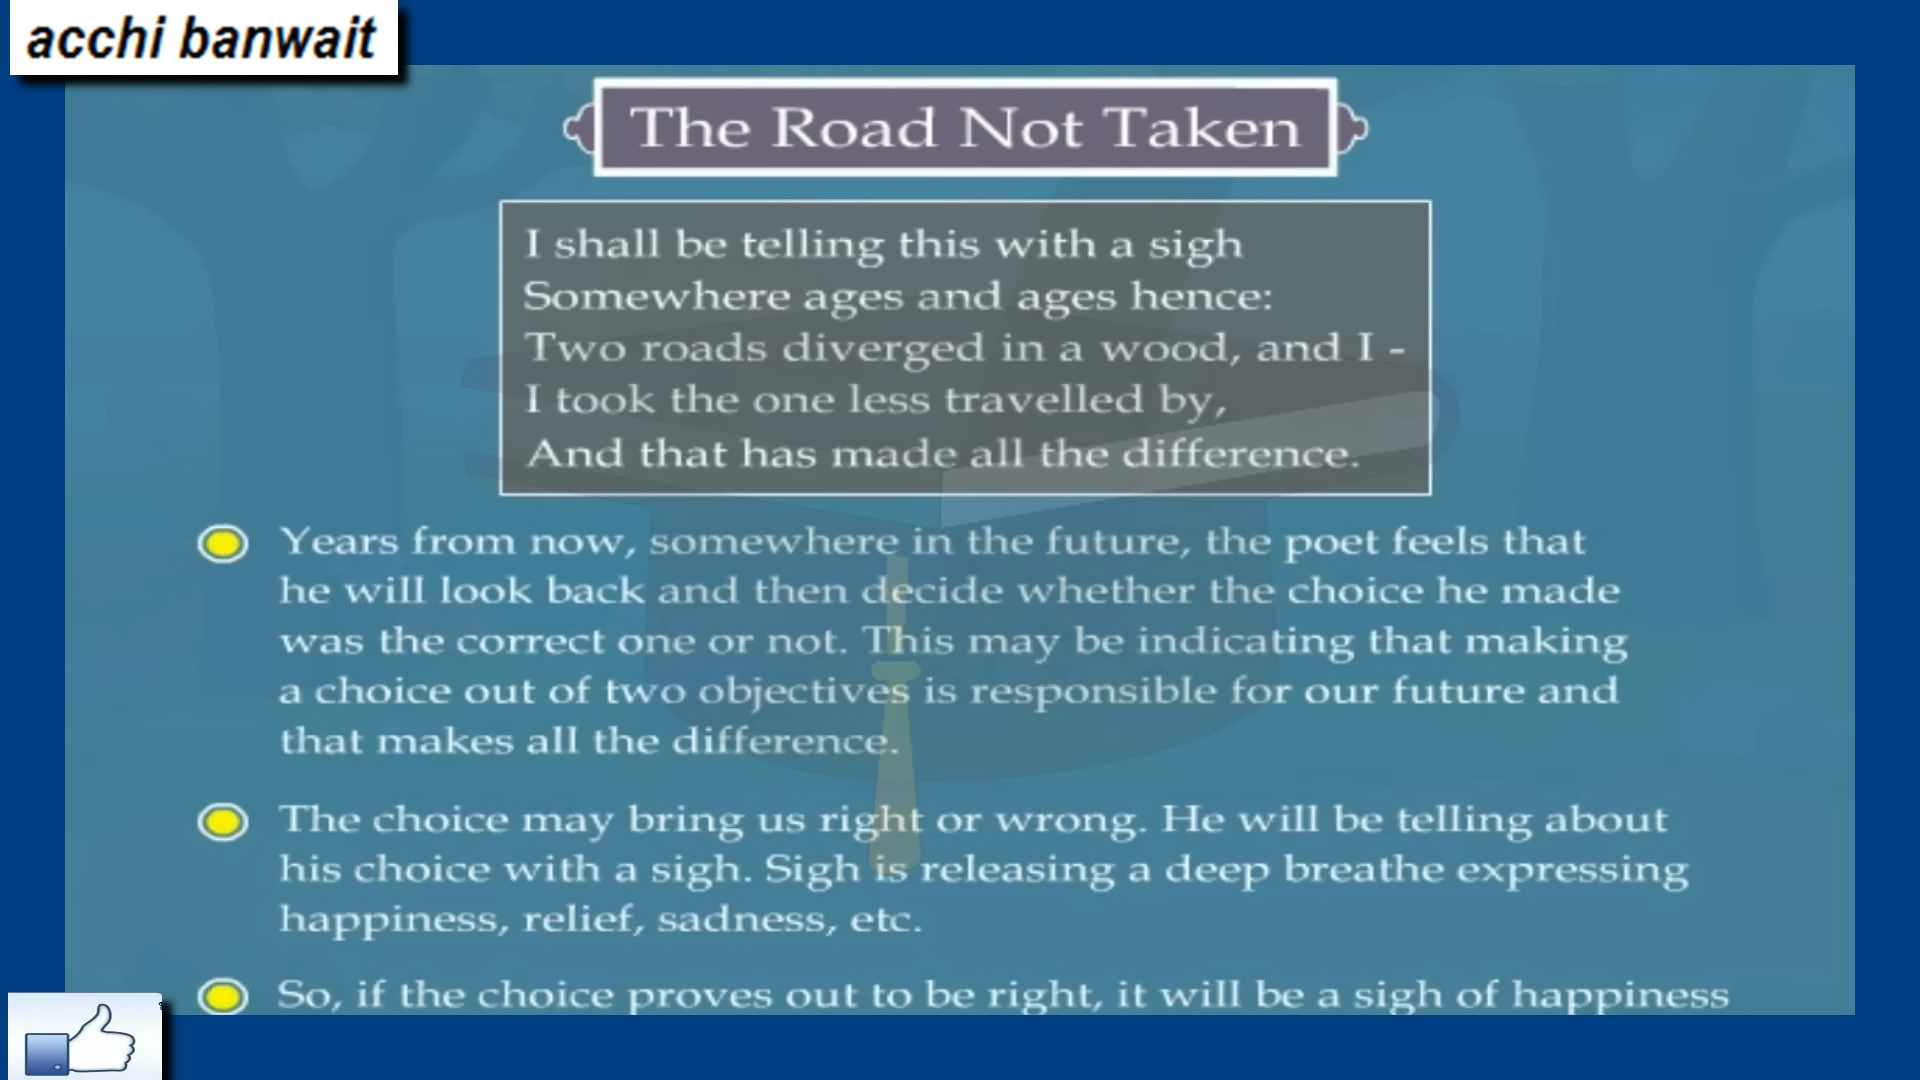 acchi banwait
The Road Not Taken
I shall be telling this with a sigh
Somewhere ages and ages hence:
Two roads diverged in a wood, and I -
I took the one less travelled by,
And that has made all the difference.
Years from now, somewhere in the future, the poet feels that
he will look back and then decide whether the choice he made
was the correct one or not. This may be indicating that making
a choice out of two objectives is responsible for our future and
that makes all the difference.
The choice may bring us right or wrong. He will be telling about
his choice with a sigh. Sigh is releasing a deep breathe expressing
happiness, relief, sadness, etc.
So, if the choice proves out to be right, it will be a sigh of happiness